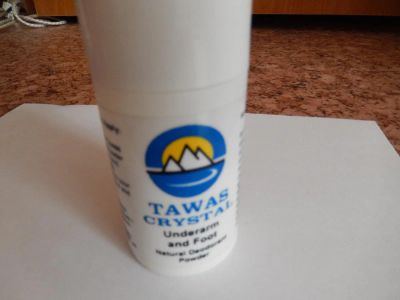 TAWAS
CRYSTAL
Underarm
and Foot
Natural Deodorant
Powder